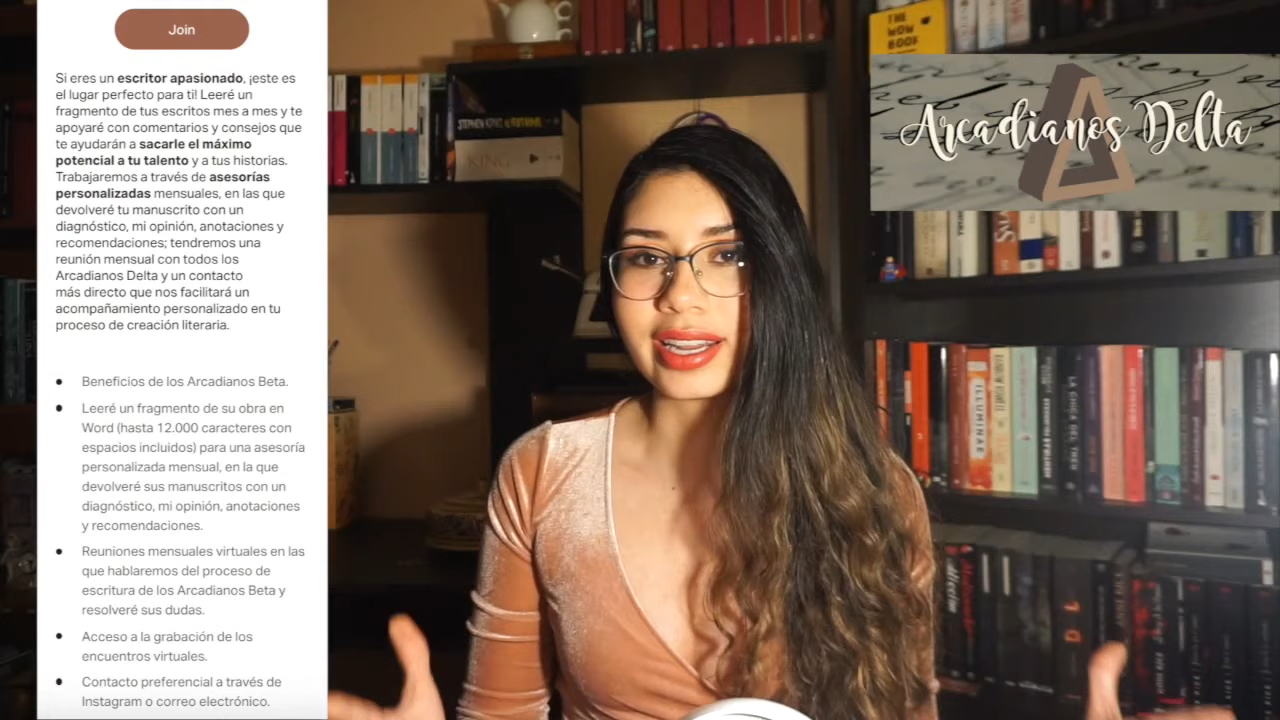 Join
Si eres un escritor apasionado, ¡este es
el lugar perfecto para ti! Leeré un
fragmento de tus escritos mes a mes y te
apoyaré con comentarios y consejos que
te ayudarán a sacarle el máximo
potencial a tu talento y a tus historias.
Trabajaremos a través de asesorías
personalizadas mensuales, en las que
devolveré tu manuscrito con un
diagnóstico, mi opinión, anotaciones y
recomendaciones; tendremos una
reunión mensual con todos los
Arcadianos Delta y un contacto
más directo que nos facilitará un
acompañamiento personalizado en tu
proceso de creación literaria.
Beneficios de los Arcadianos Beta.
Leeré un fragmento de su obra en
Word (hasta 12.000 caracteres con
espacios incluidos) para una asesoría
personalizada mensual, en la que
devolveré sus manuscritos con un
diagnóstico, mi opinión, anotaciones
y recomendaciones.
Reuniones mensuales virtuales en las
que hablaremos del proceso de
escritura de los Arcadianos Beta y
resolveré sus dudas.
Acceso a la grabación de los
encuentros virtuales.
Contacto preferencial a través de
Instagram o correo electrónico.
STEPHEN KING
KING
THE
WOW
BOOK
Arcadianos Delta
ILLUMINAE
LA CHICA DEL TREN